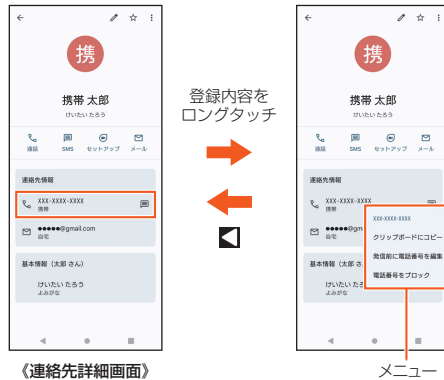 携
携帯 太郎
けいたい たろう
通話 SMS セットアップ メール
連絡先情報
XXX-XXXX-XXXX
携帯
●●●●●@gmail.com
自宅
基本情報（太郎 さん）
けいたい たろう
よみがな
《連絡先詳細画面》
登録内容を
ロングタッチ
携
携帯 太郎
けいたい たろう
通話 SMS セットアップ メール
連絡先情報
XXX-XXXX-XXXX
携帯
●●●●●@gm
自宅
基本情報（太郎 さ
けいたい たろ
よみがな
XXX-XXXX-XXXX
クリップボードにコピー
発信前に電話番号を編集
電話番号をブロック
メニュー